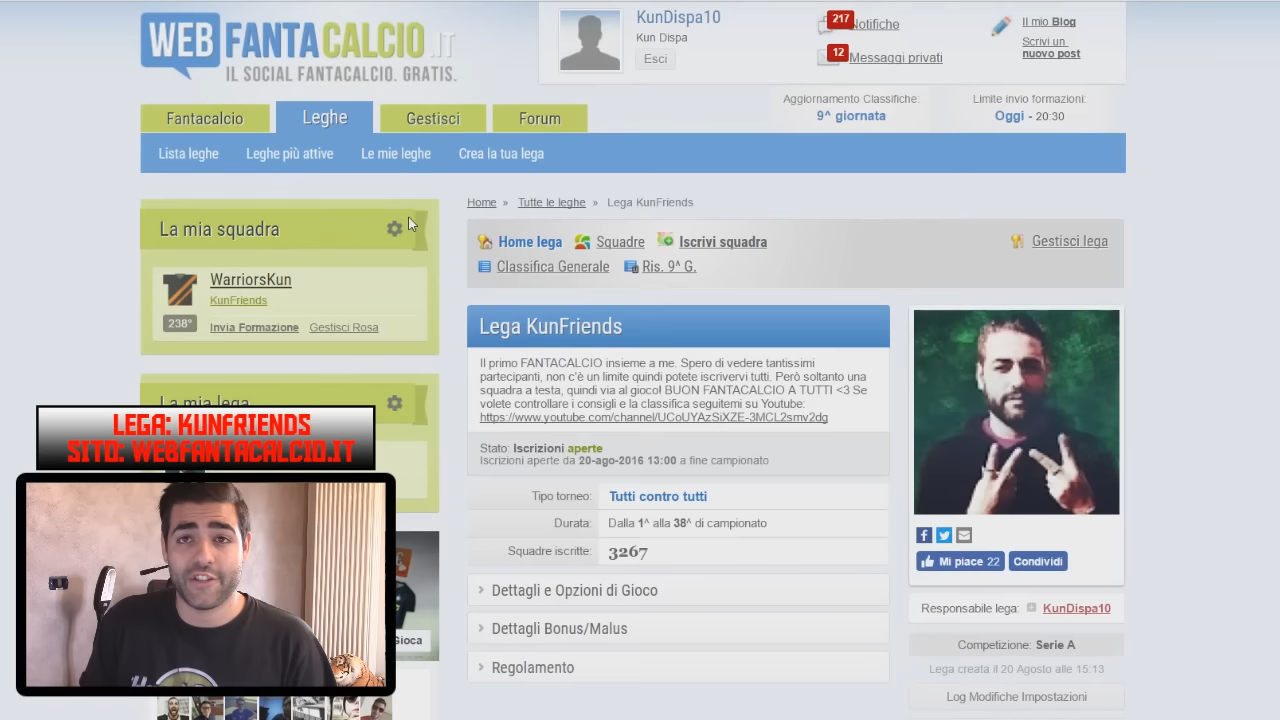 WEB FANTACALCIO.IT
IL SOCIAL FANTACALCIO. GRATIS.
KunDispa10
Kun Dispa
Esci
217 Notifiche
12 Messaggi privati
Il mio Blog
Scrivi un
nuovo post
Fantacalcio
Leghe
Gestisci
Forum
Aggiornamento Classifiche:
9^ giornata
Limite invio formazioni:
Oggi - 20:30
Lista leghe
Leghe più attive
Le mie leghe
Crea la tua lega
La mia squadra
WarriorsKun
KunFriends
238°
Invia Formazione Gestisci Rosa
La mia lega
LEGA: KUNFRIENDS
SITO: WEBFANTACALCIO.IT
Gioca
Home » Tutte le leghe » Lega KunFriends
Home lega Squadre Iscrivi squadra Gestisci lega
Classifica Generale Ris. 9^ G.
Lega KunFriends
Il primo FANTACALCIO insieme a me. Spero di vedere tantissimi
partecipanti, non c'è un limite quindi potete iscrivervi tutti. Però soltanto una
squadra a testa, quindi via al gioco! BUON FANTACALCIO A TUTTI <3 Se
volete controllare i consigli e la classifica seguitemi su Youtube:
https://www.youtube.com/channel/UCoUYAzSiXZE-3MCL2smv2dg
Stato: Iscrizioni aperte
Iscrizioni aperte da 20-ago-2016 13:00 a fine campionato
Tipo torneo: Tutti contro tutti
Durata: Dalla 1^ alla 38^ di campionato
Squadre iscritte: 3267
Dettagli e Opzioni di Gioco
Dettagli Bonus/Malus
Regolamento
Mi piace 22 Condividi
Responsabile lega: KunDispa10
Competizione: Serie A
Lega creata il 20 Agosto alle 15:13
Log Modifiche Impostazioni